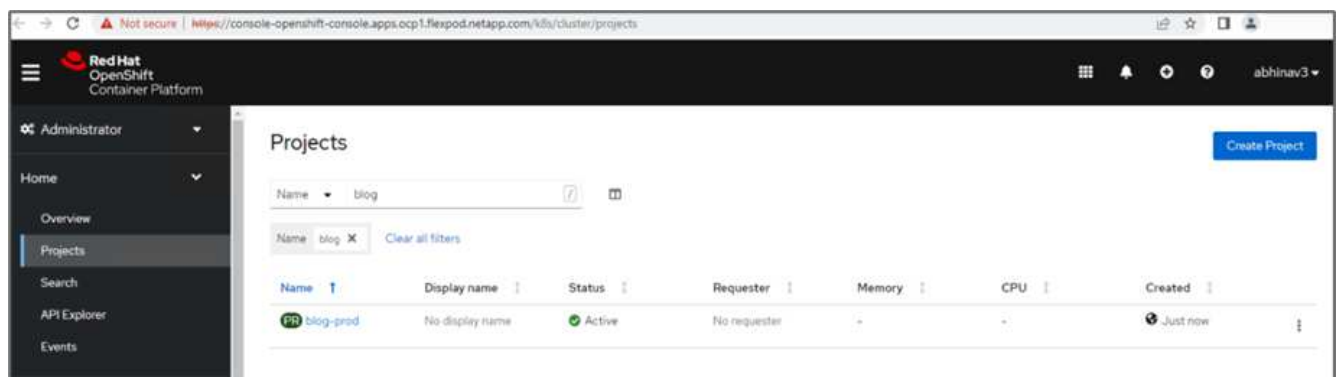 Not secure | https://console-openshift-console.apps.ocp1.flexpod.netapp.com/k8s/cluster/projects
Red Hat
OpenShift
Container Platform
abhinav3
Administrator
Home
Overview
Projects
Search
API Explorer
Events
Projects
Create Project
Name blog /
Name blog X Clear all filters
Name Display name Status Requester Memory CPU Created
PR blog-prod No display name Active No requester - - Just now